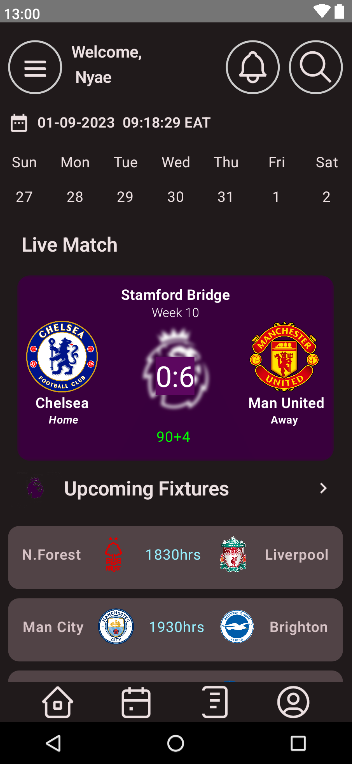 13:00
Welcome,
Nyae
01-09-2023 09:18:29 EAT
Sun Mon Tue Wed Thu Fri Sat
27 28 29 30 31 1 2
Live Match
Stamford Bridge
Week 10
CHELSEA
FOOTBALL CLUB
MANCHESTER
UNITED
0:6
Chelsea
Man United
Home
Away
90+4
Upcoming Fixtures
N.Forest 1830hrs Liverpool
Man City 1930hrs Brighton